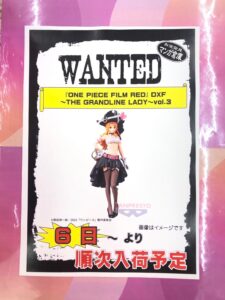 WANTED
『ONE PIECE FILM RED』DXF
～THE GRANDLINE LADY～vol.3
BANPRESTO
画像はイメージです
6日～より
順次入荷予定